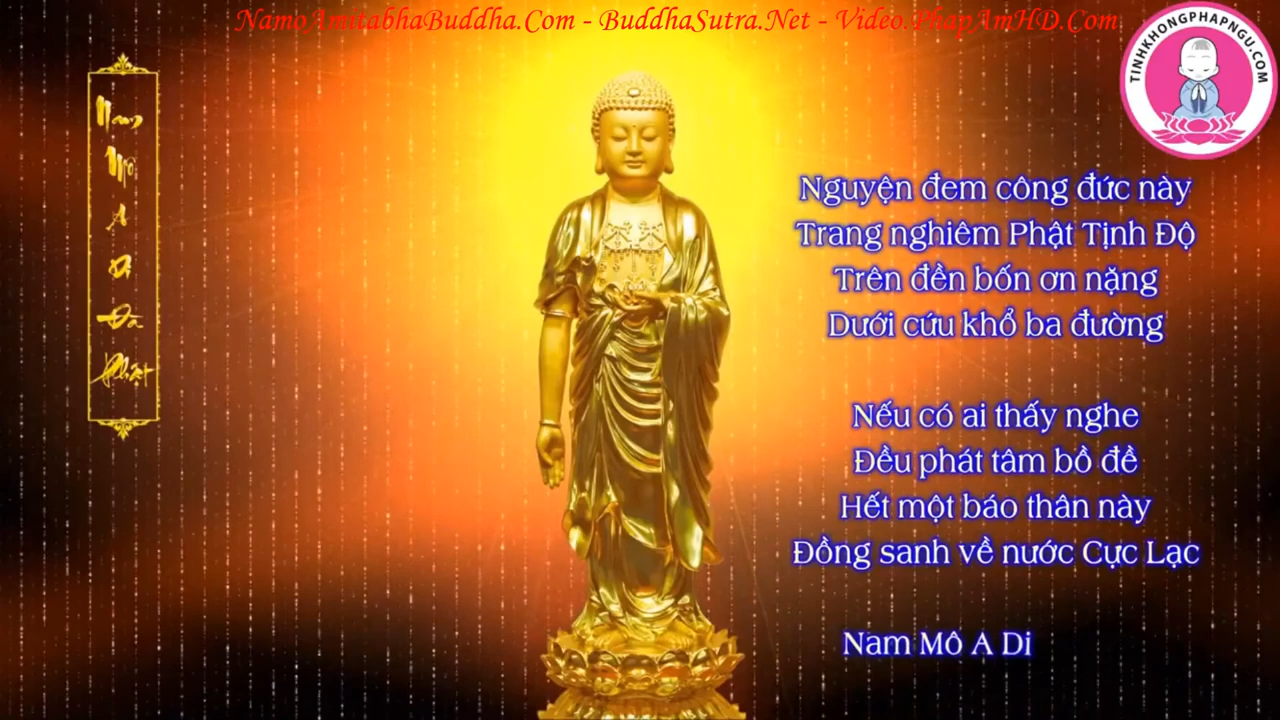 NamoAmitabhaBuddha.Com - BuddhaSutra.Net - Video.PhapAmHD.Com
TINHKHONGPHAPNGU.COM
Nam
Mô
A
Di
Đà
Phật
Nguyện đem công đức này
Trang nghiêm Phật Tịnh Độ
Trên đền bốn ơn nặng
Dưới cứu khổ ba đường
Nếu có ai thấy nghe
Đều phát tâm bồ đề
Hết một báo thân này
Đồng sanh về nước Cực Lạc
Nam Mô A Di